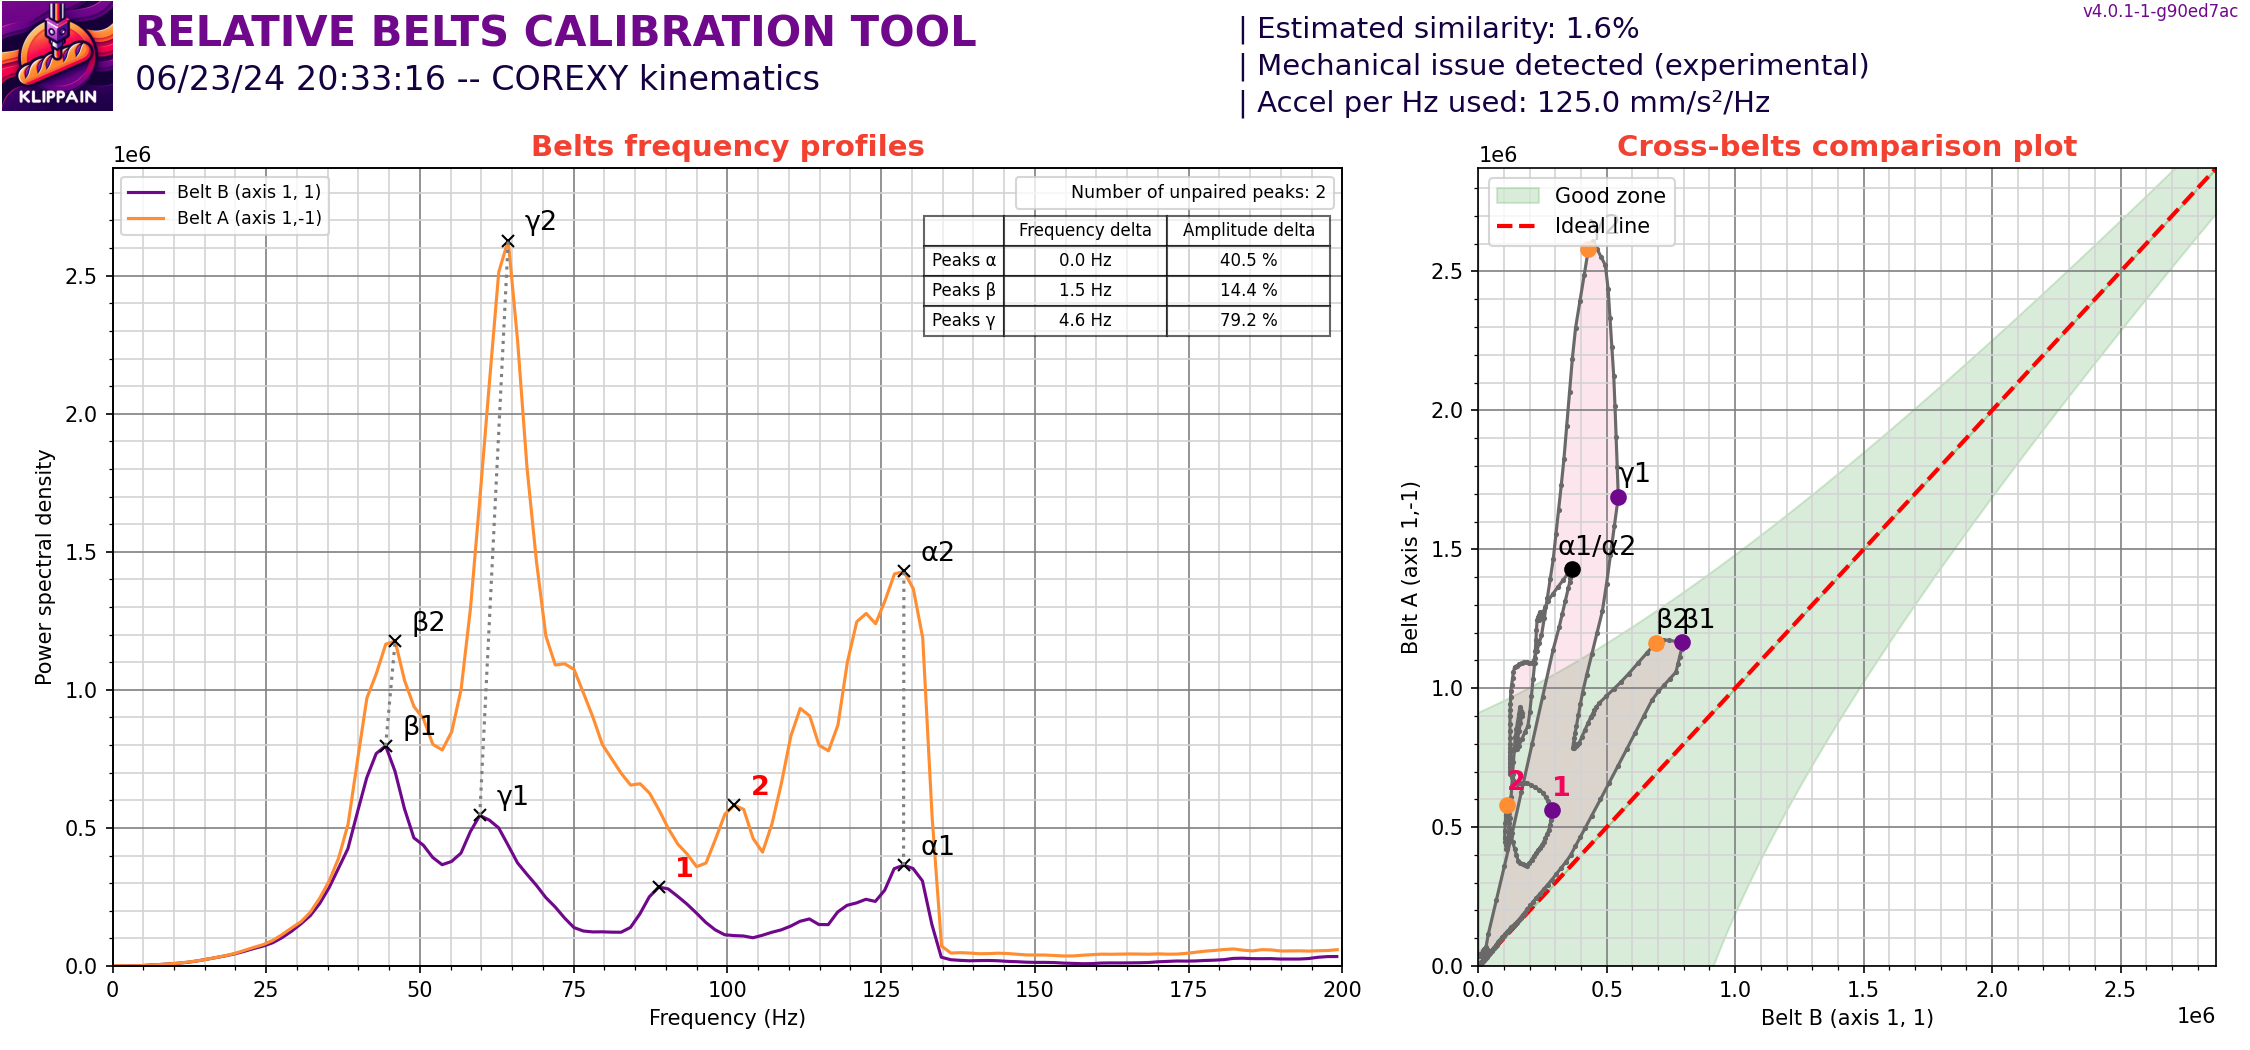 KLIPPAIN
RELATIVE BELTS CALIBRATION TOOL
06/23/24 20:33:16 -- COREXY kinematics
| Estimated similarity: 1.6%
| Mechanical issue detected (experimental)
| Accel per Hz used: 125.0 mm/s²/Hz
v4.0.1-1-g90ed7ac
Belts frequency profiles
1e6
Belt B (axis 1, 1)
Belt A (axis 1,-1)
Number of unpaired peaks: 2
Frequency delta Amplitude delta
Peaks α 0.0 Hz 40.5 %
Peaks β 1.5 Hz 14.4 %
Peaks γ 4.6 Hz 79.2 %
γ2
α2
β2
β1
γ1
2
1
α1
Power spectral density
2.5
2.0
1.5
1.0
0.5
0.0
0 25 50 75 100 125 150 175 200
Frequency (Hz)
Cross-belts comparison plot
1e6
Good zone
Ideal line
γ1
α1/α2
β2
β1
2
1
Belt A (axis 1,-1)
2.5
2.0
1.5
1.0
0.5
0.0
0.0 0.5 1.0 1.5 2.0 2.5
Belt B (axis 1, 1)
1e6